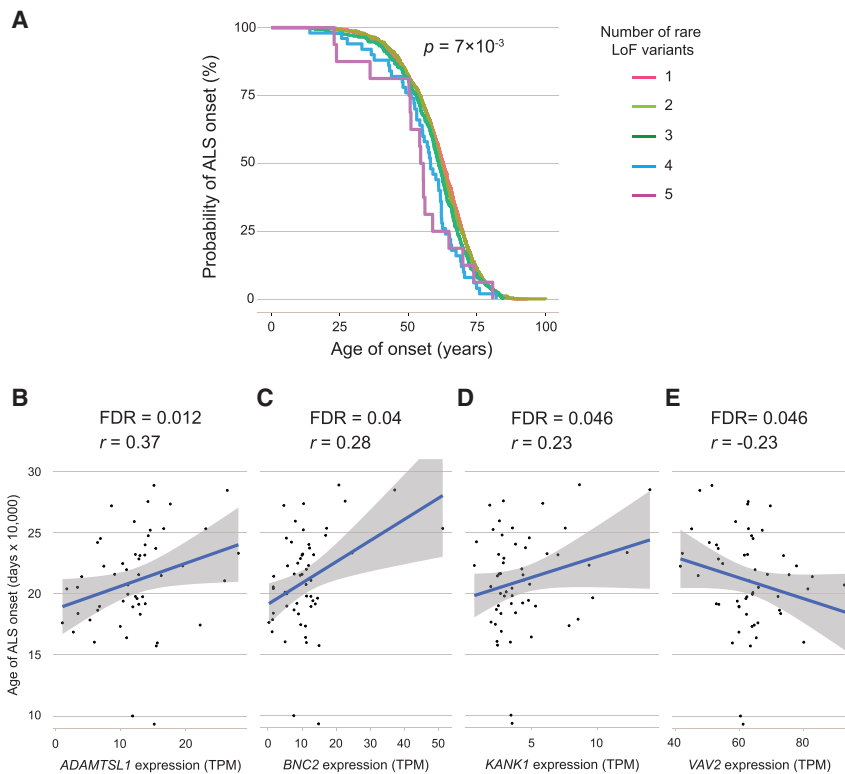 A
Probability of ALS onset (%)
100
75
50
25
0
0 25 50 75 100
Age of onset (years)
p = 7×10⁻³
Number of rare
LoF variants
1
2
3
4
5
B
FDR = 0.012
r = 0.37
C
FDR = 0.04
r = 0.28
D
FDR = 0.046
r = 0.23
E
FDR= 0.046
r = -0.23
Age of ALS onset (days x 10,000)
30
25
20
15
10
0 10 20
ADAMTSL1 expression (TPM)
0 10 20 30 40 50
BNC2 expression (TPM)
5 10
KANK1 expression (TPM)
40 60 80
VAV2 expression (TPM)